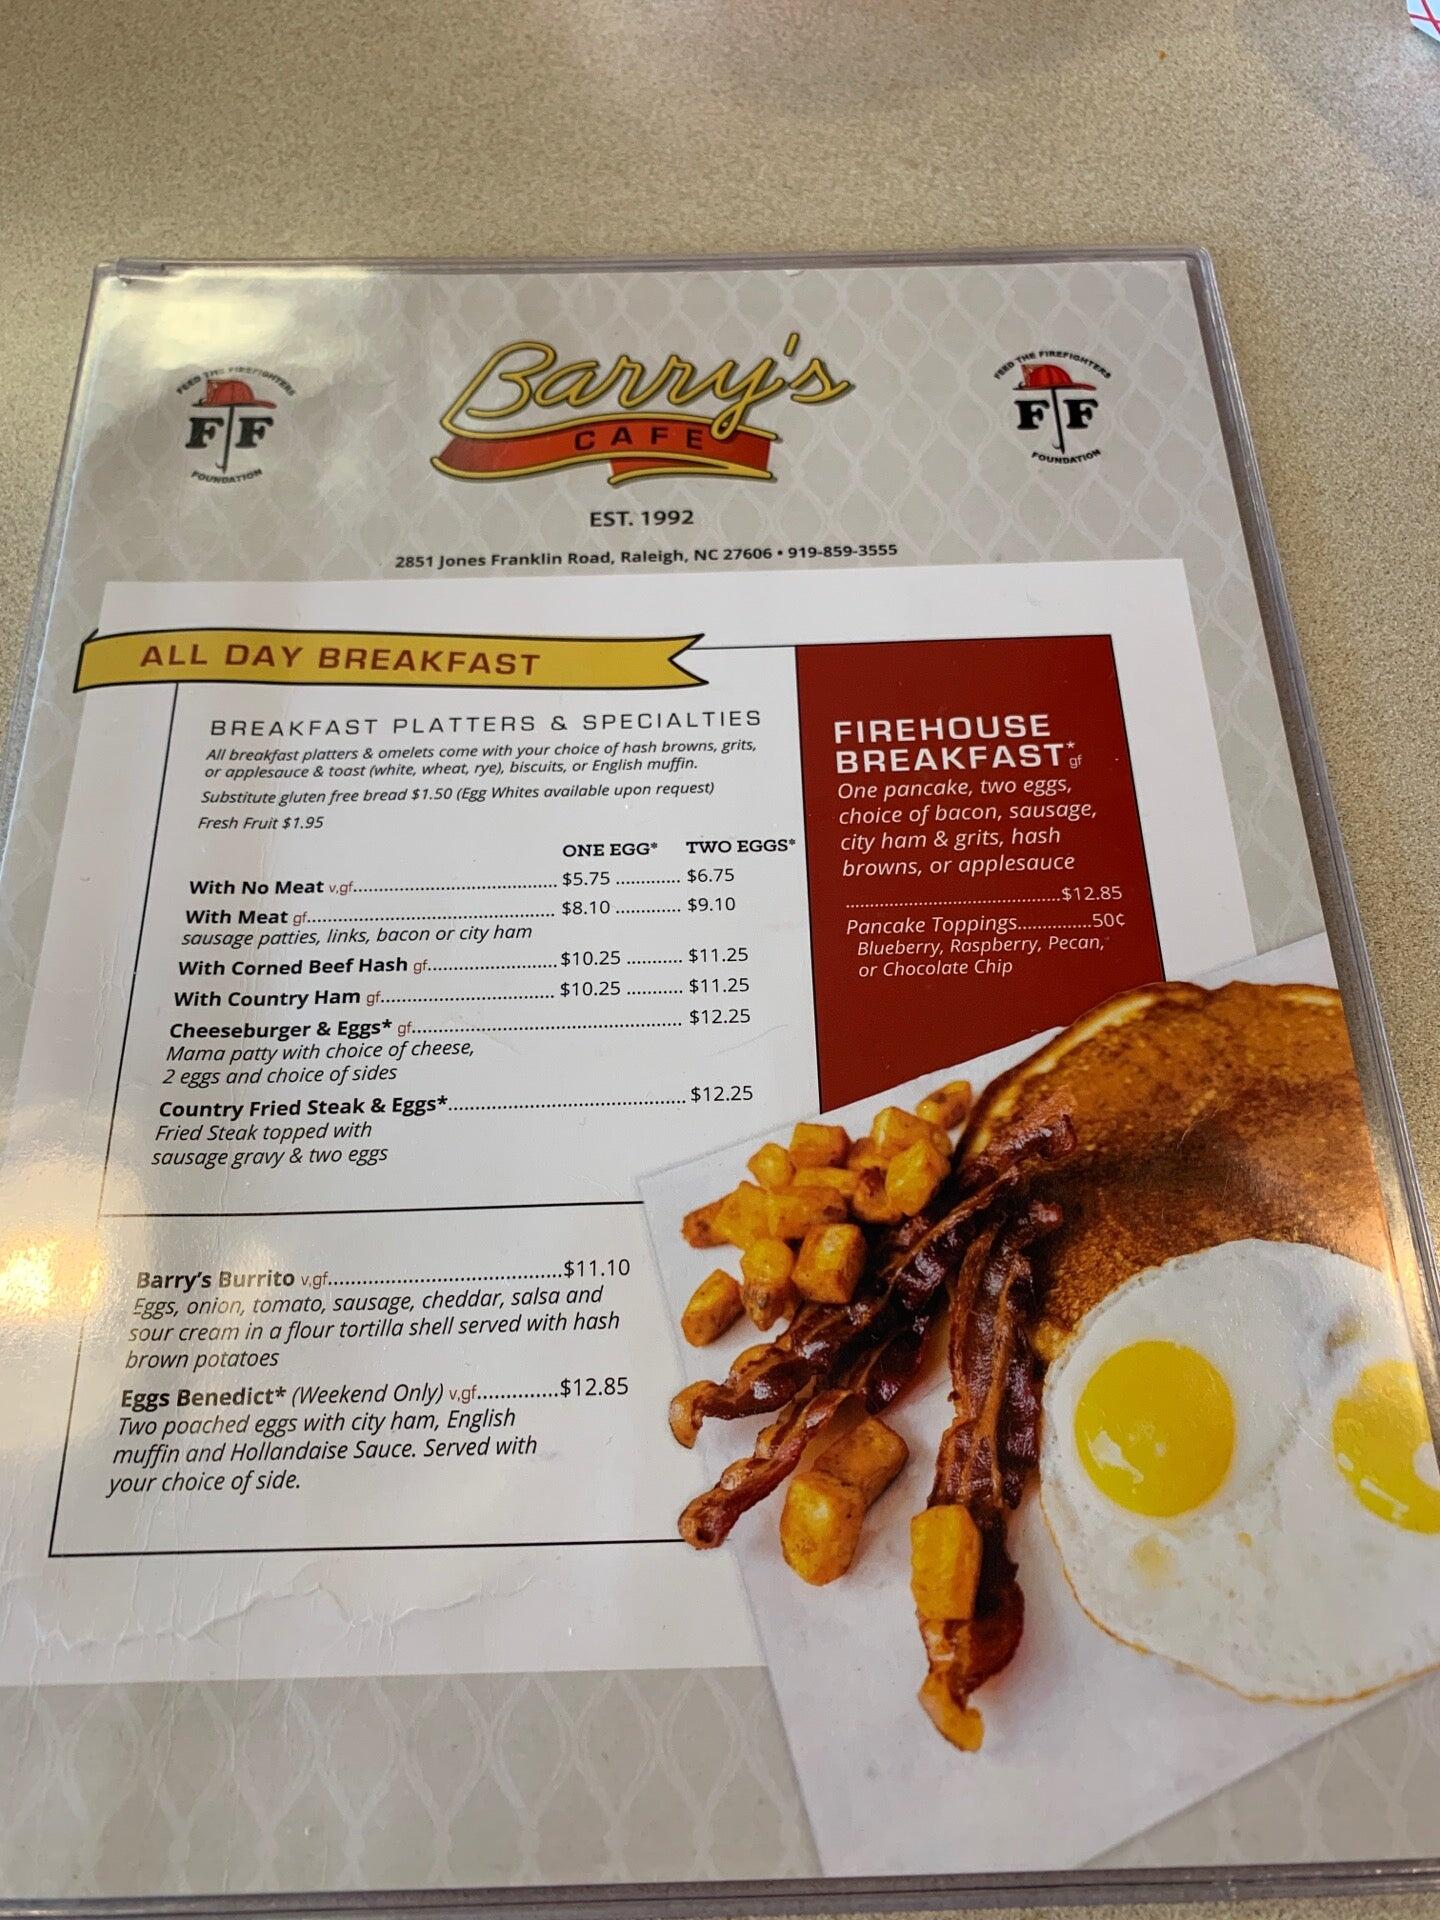 FEED THE FIREFIGHTERS
FF
FOUNDATION
Barry's
CAFE
FEED THE FIREFIGHTERS
FF
FOUNDATION
EST. 1992
2851 Jones Franklin Road, Raleigh, NC 27606 • 919-859-3555
ALL DAY BREAKFAST
BREAKFAST PLATTERS & SPECIALTIES
All breakfast platters & omelets come with your choice of hash browns, grits,
or applesauce & toast (white, wheat, rye), biscuits, or English muffin.
Substitute gluten free bread $1.50 (Egg Whites available upon request)
Fresh Fruit $1.95
ONE EGG* TWO EGGS*
With No Meat v,gf.................................... $5.75 ............ $6.75
With Meat gf............................................ $8.10 ............ $9.10
sausage patties, links, bacon or city ham
With Corned Beef Hash gf....................... $10.25 .......... $11.25
With Country Ham gf............................... $10.25 .......... $11.25
Cheeseburger & Eggs* gf................................................ $12.25
Mama patty with choice of cheese,
2 eggs and choice of sides
Country Fried Steak & Eggs*.......................................... $12.25
Fried Steak topped with
sausage gravy & two eggs
Barry's Burrito v,gf..........................................$11.10
Eggs, onion, tomato, sausage, cheddar, salsa and
sour cream in a flour tortilla shell served with hash
brown potatoes
Eggs Benedict* (Weekend Only) v,gf..............$12.85
Two poached eggs with city ham, English
muffin and Hollandaise Sauce. Served with
your choice of side.
FIREHOUSE
BREAKFAST* gf
One pancake, two eggs,
choice of bacon, sausage,
city ham & grits, hash
browns, or applesauce
........................................$12.85
Pancake Toppings..............50¢
Blueberry, Raspberry, Pecan,
or Chocolate Chip